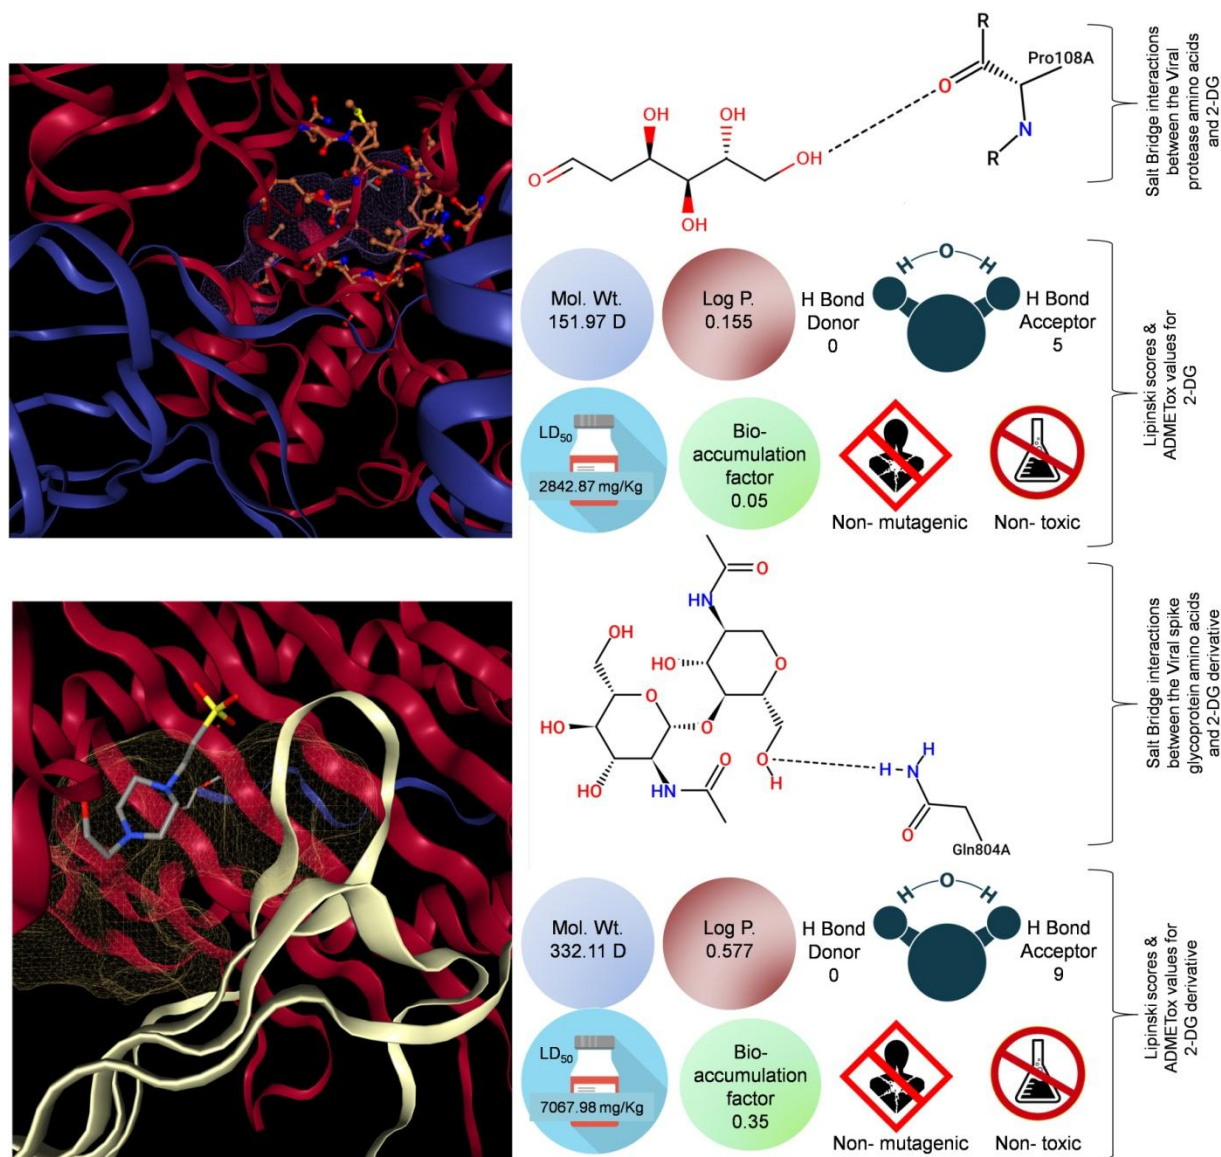 R
O
Pro108A
N
R
OH
OH
OH
O
OH
Salt Bridge interactions
between the Viral
protease amino acids
and 2-DG
Mol. Wt.
151.97 D
Log P.
0.155
H Bond
Donor
0
H O H
H Bond
Acceptor
5
LD50
2842.87 mg/Kg
Bio-
accumulation
factor
0.05
Non- mutagenic
Non- toxic
Lipinski scores &
ADMETox values for
2-DG
O
HN
OH
HO
O
O
HO
O
HO
HN
O
O
H
H
H
N
O
Gln804A
Salt Bridge interactions
between the Viral spike
glycoprotein amino acids
and 2-DG derivative
Mol. Wt.
332.11 D
Log P.
0.577
H Bond
Donor
0
H O H
H Bond
Acceptor
9
LD50
7067.98 mg/Kg
Bio-
accumulation
factor
0.35
Non- mutagenic
Non- toxic
Lipinski scores &
ADMETox values for
2-DG derivative